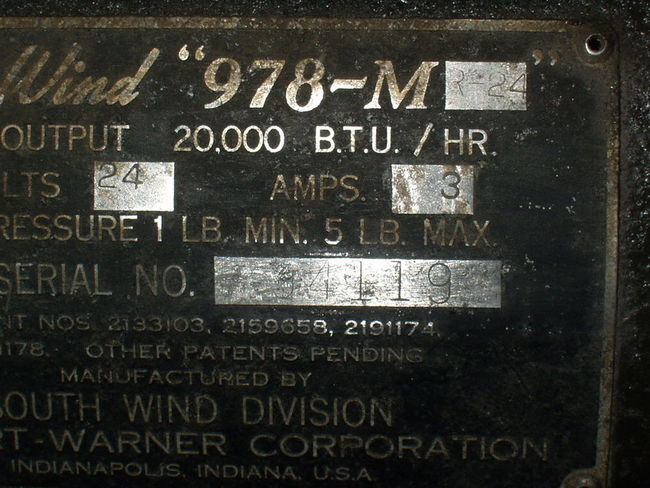 Wind "978-M R-24"
OUTPUT 20,000 B.T.U. / HR.
LTS 24 AMPS. 3
RESSURE 1 LB. MIN. 5 LB. MAX.
SERIAL NO. 34119
NT NOS. 2133103, 2159658, 2191174
1178. OTHER PATENTS PENDING
MANUFACTURED BY
SOUTH WIND DIVISION
RT-WARNER CORPORATION
INDIANAPOLIS, INDIANA, U.S.A.